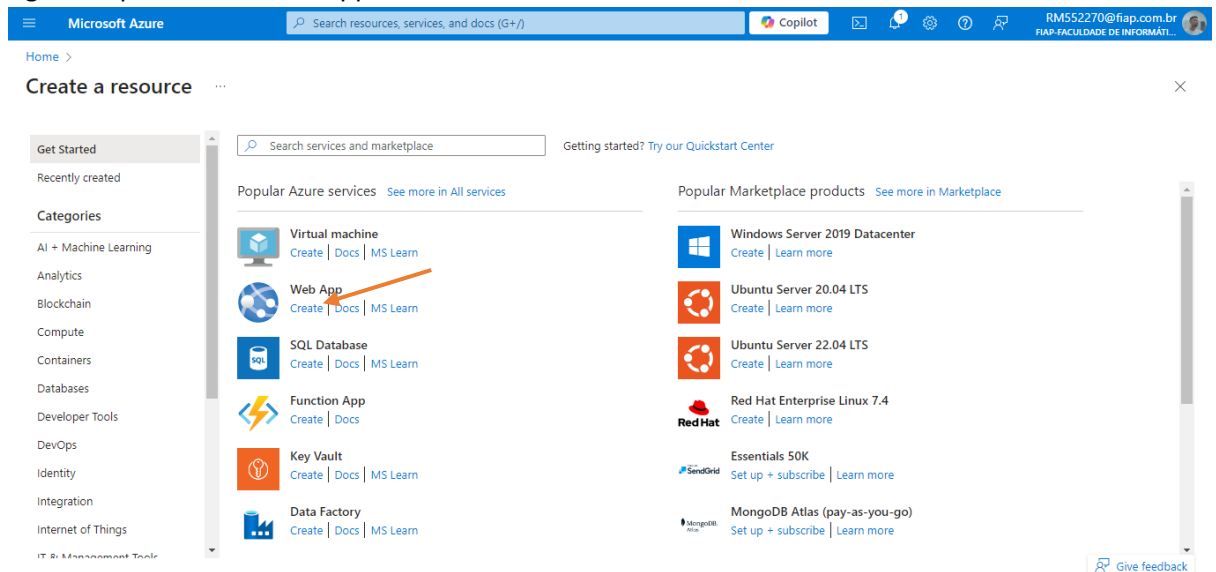 Microsoft Azure
Search resources, services, and docs (G+/)
Copilot
1
RM552270@fiap.com.br
FIAP-FACULDADE DE INFORMÁTI...
Home >
Create a resource ...
Get Started
Recently created
Categories
AI + Machine Learning
Analytics
Blockchain
Compute
Containers
Databases
Developer Tools
DevOps
Identity
Integration
Internet of Things
IT & Management Tools
Search services and marketplace
Getting started? Try our Quickstart Center
Popular Azure services See more in All services
Virtual machine
Create | Docs | MS Learn
Web App
Create | Docs | MS Learn
SQL
SQL Database
Create | Docs | MS Learn
Function App
Create | Docs
Key Vault
Create | Docs | MS Learn
Data Factory
Create | Docs | MS Learn
Popular Marketplace products See more in Marketplace
Windows Server 2019 Datacenter
Create | Learn more
Ubuntu Server 20.04 LTS
Create | Learn more
Ubuntu Server 22.04 LTS
Create | Learn more
Red Hat
Red Hat Enterprise Linux 7.4
Create | Learn more
SendGrid
Essentials 50K
Set up + subscribe | Learn more
MongoDB.
Atlas
MongoDB Atlas (pay-as-you-go)
Set up + subscribe | Learn more
Give feedback